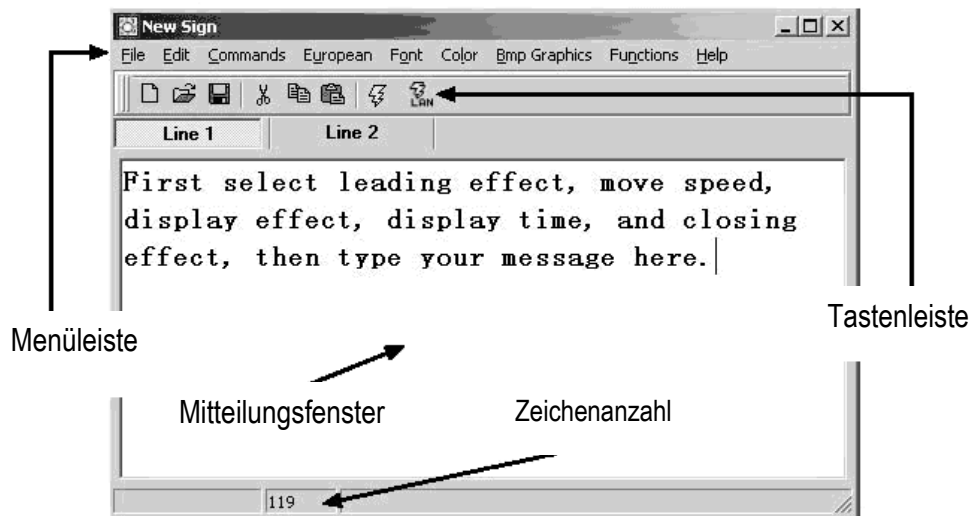 New Sign
File Edit Commands European Font Color Bmp Graphics Functions Help
LAN
Line 1 Line 2
First select leading effect, move speed,
display effect, display time, and closing
effect, then type your message here.
Tastenleiste
Menüleiste
Mitteilungsfenster Zeichenanzahl
119